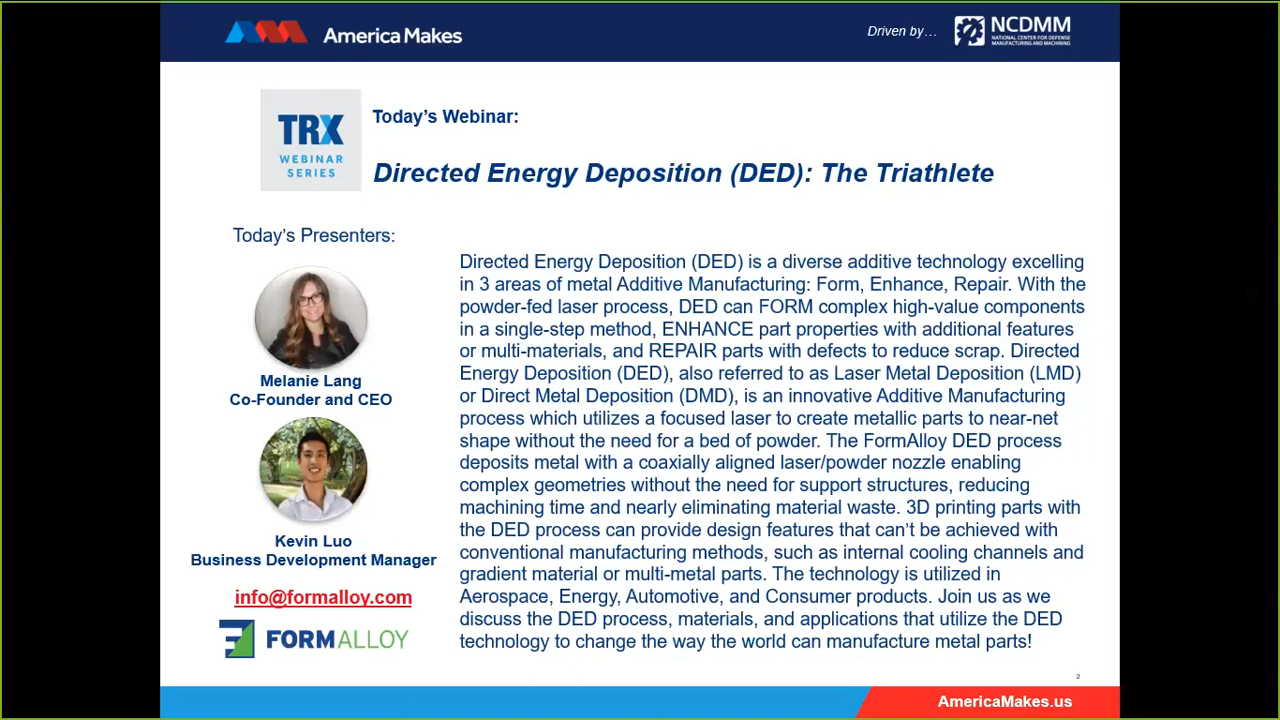 America Makes
Driven by…
NCDMM
NATIONAL CENTER FOR DEFENSE
MANUFACTURING AND MACHINING
TRX
WEBINAR
SERIES
Today's Webinar:
Directed Energy Deposition (DED): The Triathlete
Today's Presenters:
Melanie Lang
Co-Founder and CEO
Kevin Luo
Business Development Manager
info@formalloy.com
FORMALLOY
Directed Energy Deposition (DED) is a diverse additive technology excelling
in 3 areas of metal Additive Manufacturing: Form, Enhance, Repair. With the
powder-fed laser process, DED can FORM complex high-value components
in a single-step method, ENHANCE part properties with additional features
or multi-materials, and REPAIR parts with defects to reduce scrap. Directed
Energy Deposition (DED), also referred to as Laser Metal Deposition (LMD)
or Direct Metal Deposition (DMD), is an innovative Additive Manufacturing
process which utilizes a focused laser to create metallic parts to near-net
shape without the need for a bed of powder. The FormAlloy DED process
deposits metal with a coaxially aligned laser/powder nozzle enabling
complex geometries without the need for support structures, reducing
machining time and nearly eliminating material waste. 3D printing parts with
the DED process can provide design features that can't be achieved with
conventional manufacturing methods, such as internal cooling channels and
gradient material or multi-metal parts. The technology is utilized in
Aerospace, Energy, Automotive, and Consumer products. Join us as we
discuss the DED process, materials, and applications that utilize the DED
technology to change the way the world can manufacture metal parts!
2
AmericaMakes.us